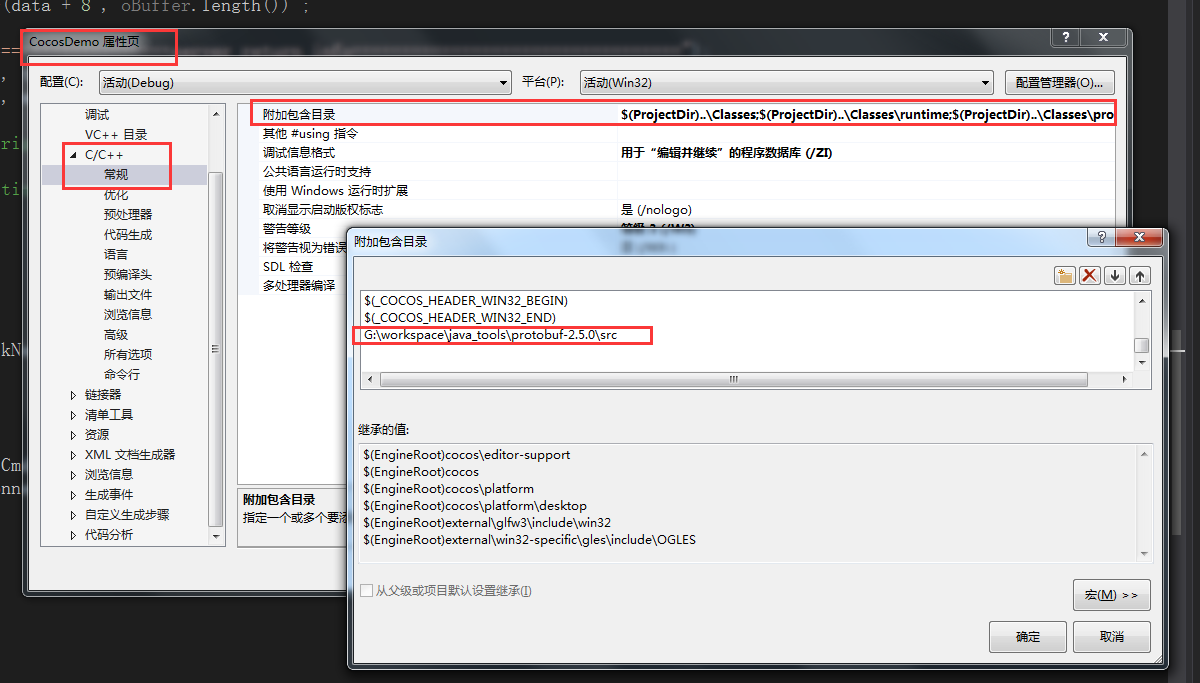 (data + 8 , oBuffer.length()) ;
CocosDemo 属性页
配置(C):
活动(Debug)
平台(P):
活动(Win32)
配置管理器(O)...
调试
VC++ 目录
C/C++
常规
优化
预处理器
代码生成
语言
预编译头
输出文件
浏览信息
高级
所有选项
命令行
链接器
清单工具
资源
XML 文档生成器
浏览信息
生成事件
自定义生成步骤
代码分析
附加包含目录 $(ProjectDir)..\Classes;$(ProjectDir)..\Classes\runtime;$(ProjectDir)..\Classes\pro
其他 #using 指令
调试信息格式 用于“编辑并继续”的程序数据库 (/ZI)
公共语言运行时支持
使用 Windows 运行时扩展
取消显示启动版权标志 是 (/nologo)
警告等级 等级 3 (/W3)
将警告视为错误
SDL 检查
多处理器编译
附加包含目录
指定一个或多个要添
附加包含目录
$(_COCOS_HEADER_WIN32_BEGIN)
$(_COCOS_HEADER_WIN32_END)
G:\workspace\java_tools\protobuf-2.5.0\src
继承的值:
$(EngineRoot)cocos\editor-support
$(EngineRoot)cocos
$(EngineRoot)cocos\platform
$(EngineRoot)cocos\platform\desktop
$(EngineRoot)external\glfw3\include\win32
$(EngineRoot)external\win32-specific\gles\include\OGLES
从父级或项目默认设置继承(I)
宏(M) >>
确定
取消
ri
ti
kN
Cm
nn